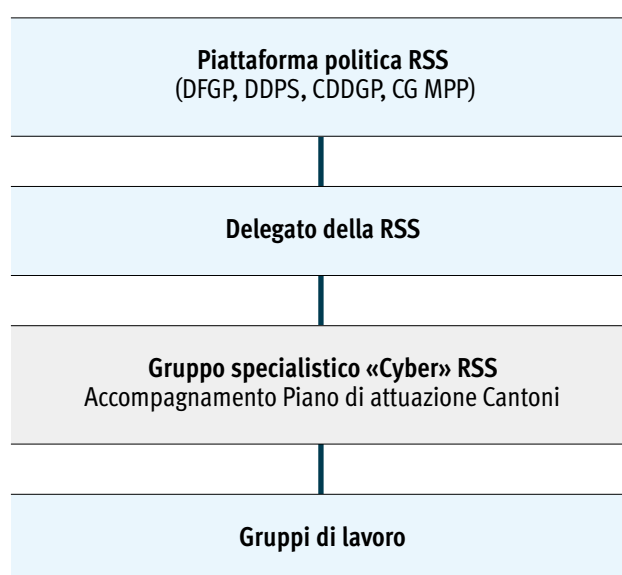 Piattaforma politica RSS
(DFGP, DDPS, CDDGP, CG MPP)
Delegato della RSS
Gruppo specialistico «Cyber» RSS
Accompagnamento Piano di attuazione Cantoni
Gruppi di lavoro